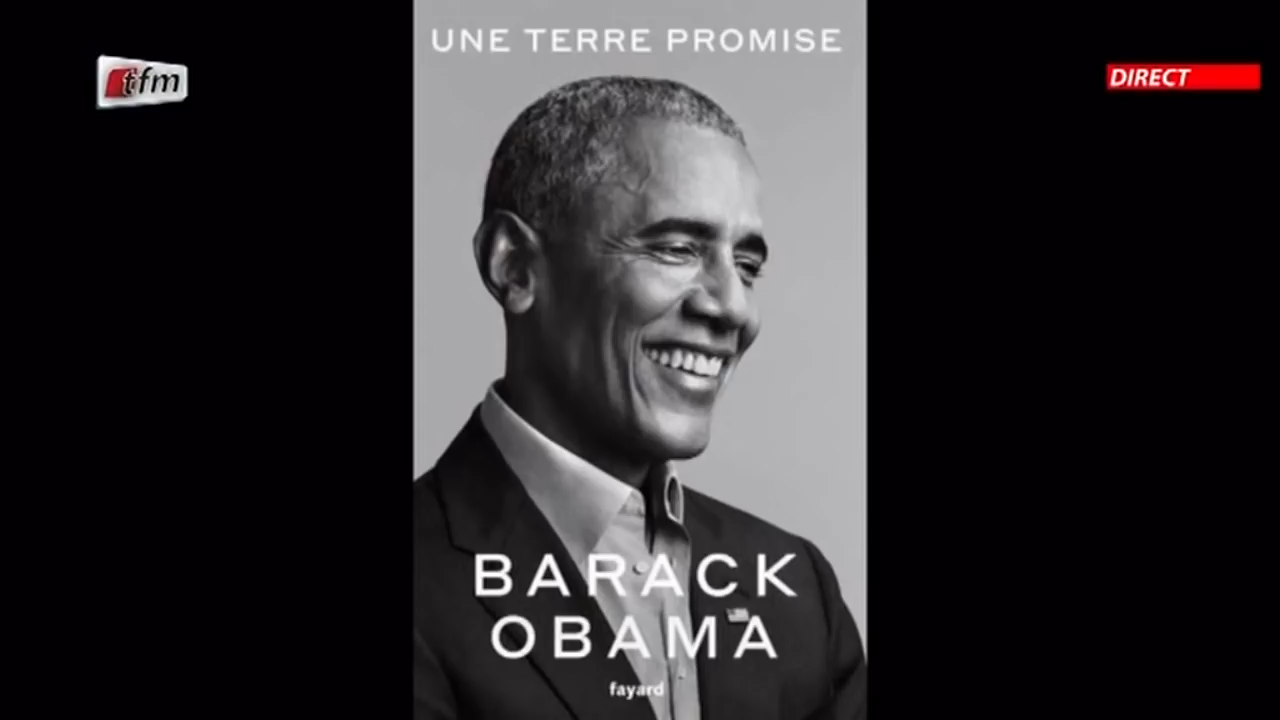 UNE TERRE PROMISE
tfm
DIRECT
BARACK
OBAMA
fayard